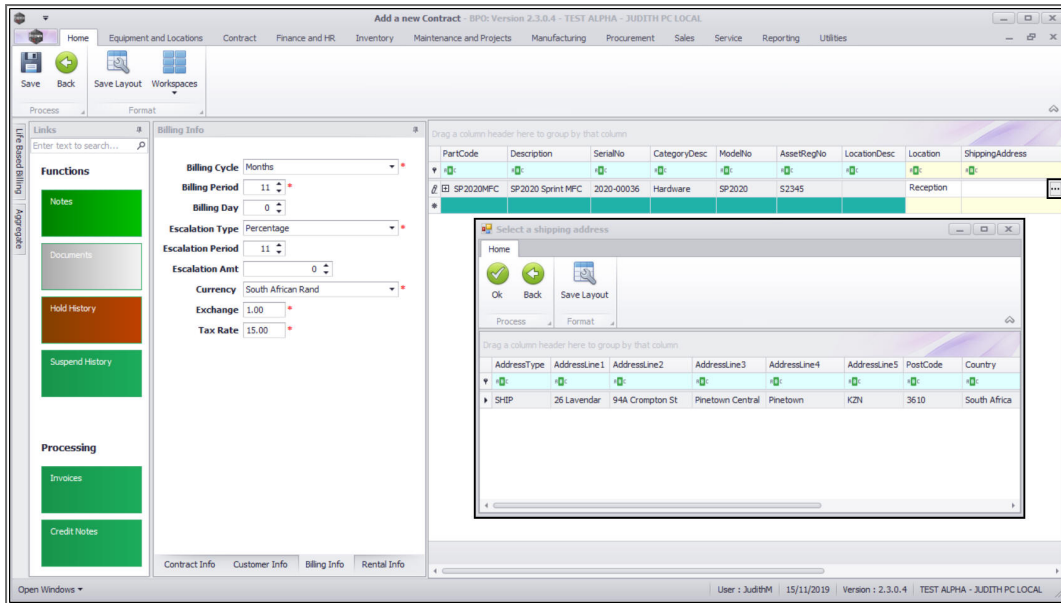 Add a new Contract - BPO: Version 2.3.0.4 - TEST ALPHA - JUDITH PC LOCAL
Home Equipment and Locations Contract Finance and HR Inventory Maintenance and Projects Manufacturing Procurement Sales Service Reporting Utilities
Save Back Save Layout Workspaces
Process Format
Life Based Billing
Aggregate
Links
Enter text to search...
Functions
Notes
Documents
Hold History
Suspend History
Processing
Invoices
Credit Notes
Billing Info
Billing Cycle Months *
Billing Period 11 *
Billing Day 0
Escalation Type Percentage *
Escalation Period 11
Escalation Amt 0
Currency South African Rand *
Exchange 1.00 *
Tax Rate 15.00 *
Contract Info Customer Info Billing Info Rental Info
Drag a column header here to group by that column
PartCode Description SerialNo CategoryDesc ModelNo AssetRegNo LocationDesc Location ShippingAddress
SP2020MFC SP2020 Sprint MFC 2020-00036 Hardware SP2020 S2345 Reception ...
Select a shipping address
Home
Ok Back Save Layout
Process Format
Drag a column header here to group by that column
AddressType AddressLine1 AddressLine2 AddressLine3 AddressLine4 AddressLine5 PostCode Country
SHIP 26 Lavendar 94A Crompton St Pinetown Central Pinetown KZN 3610 South Africa
Open Windows User : JudithM 15/11/2019 Version : 2.3.0.4 TEST ALPHA - JUDITH PC LOCAL